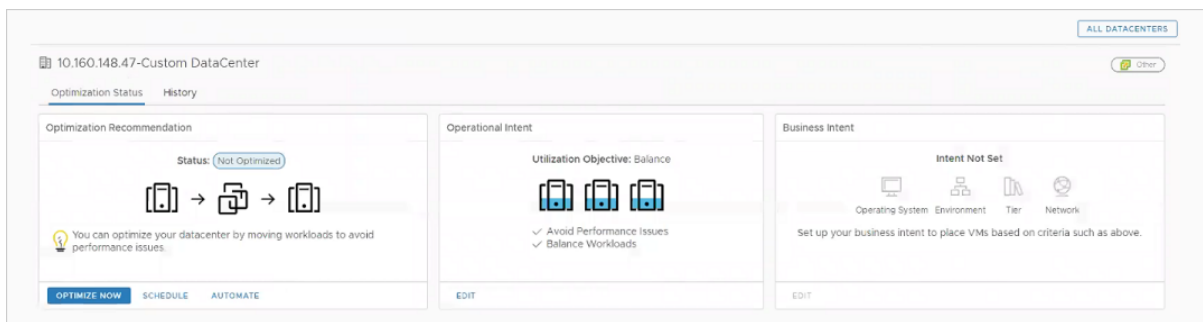 ALL DATACENTERS
10.160.148.47-Custom DataCenter
Other
Optimization Status
History
Optimization Recommendation
Status: Not Optimized
You can optimize your datacenter by moving workloads to avoid
performance issues.
OPTIMIZE NOW
SCHEDULE
AUTOMATE
Operational Intent
Utilization Objective: Balance
Avoid Performance Issues
Balance Workloads
EDIT
Business Intent
Intent Not Set
Operating System
Environment
Tier
Network
Set up your business intent to place VMs based on criteria such as above.
EDIT